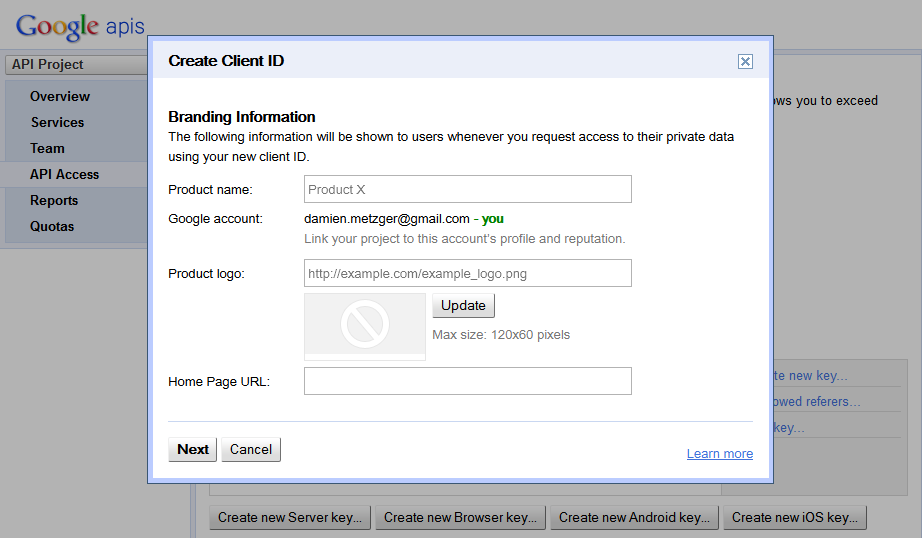 Google apis
API Project
Overview
Services
Team
API Access
Reports
Quotas
Create Client ID
Branding Information
The following information will be shown to users whenever you request access to their private data
using your new client ID.
Product name:
Product X
Google account:
damien.metzger@gmail.com - you
Link your project to this account's profile and reputation.
Product logo:
http://example.com/example_logo.png
Update
Max size: 120x60 pixels
Home Page URL:
Next
Cancel
Learn more
you to exceed
new key...
referers...
key...
Create new Server key...
Create new Browser key...
Create new Android key...
Create new iOS key...